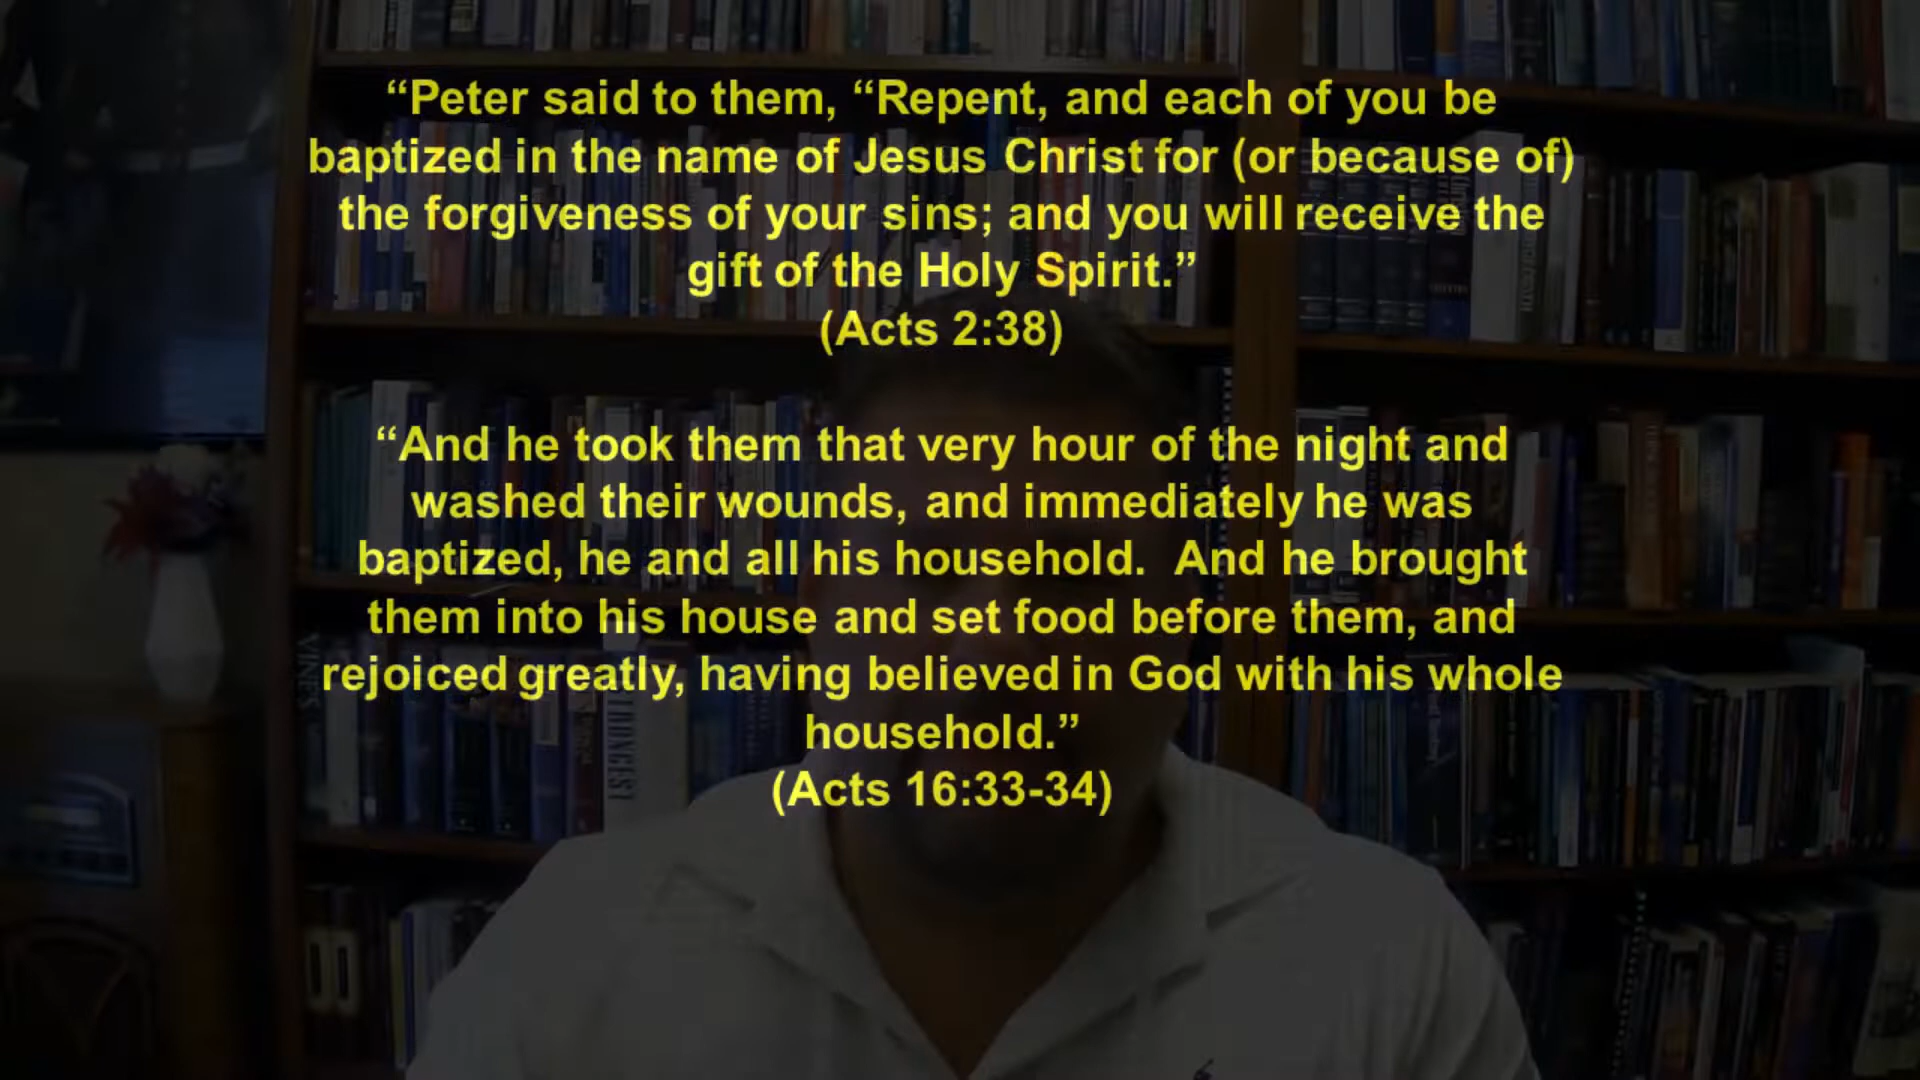 “Peter said to them, “Repent, and each of you be
baptized in the name of Jesus Christ for (or because of)
the forgiveness of your sins; and you will receive the
gift of the Holy Spirit.”
(Acts 2:38)
“And he took them that very hour of the night and
washed their wounds, and immediately he was
baptized, he and all his household.  And he brought
them into his house and set food before them, and
rejoiced greatly, having believed in God with his whole
household.”
(Acts 16:33-34)
VINES